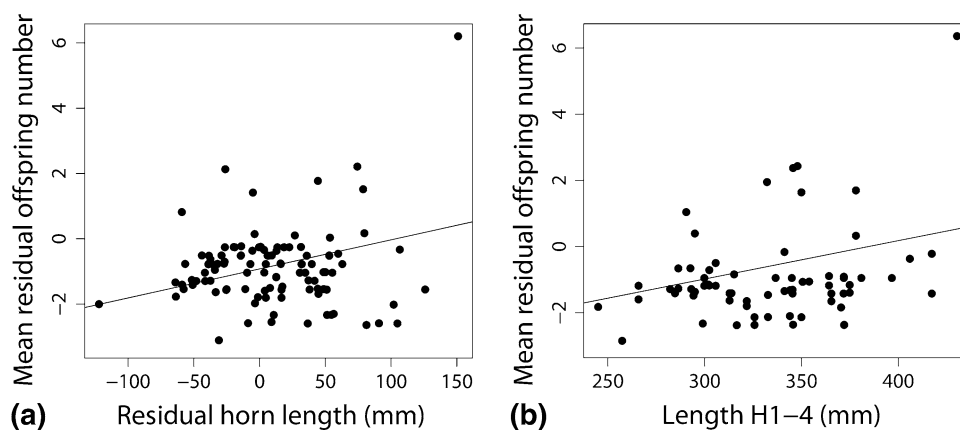 Mean residual offspring number
6
4
2
0
−2
−100 −50 0 50 100 150
(a) Residual horn length (mm)
Mean residual offspring number
6
4
2
0
−2
250 300 350 400
(b) Length H1−4 (mm)